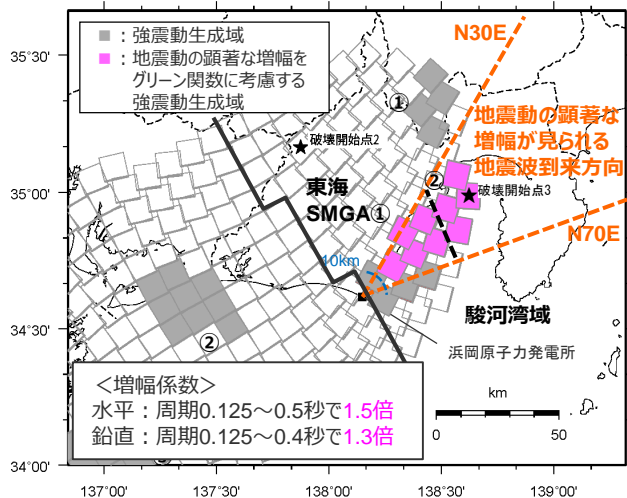 35°30'
35°00'
34°30'
34°00'
■：強震動生成域
■：地震動の顕著な増幅を
グリーン関数に考慮する
強震動生成域
N30E
地震動の顕著な
増幅が見られる
地震波到来方向
①
★破壊開始点2
②
★破壊開始点3
東海
SMGA①
N70E
10km
駿河湾域
②
浜岡原子力発電所
＜増幅係数＞
水平：周期0.125～0.5秒で1.5倍
鉛直：周期0.125～0.4秒で1.3倍
km
0 50
137°00'
137°30'
138°00'
138°30'
139°00'